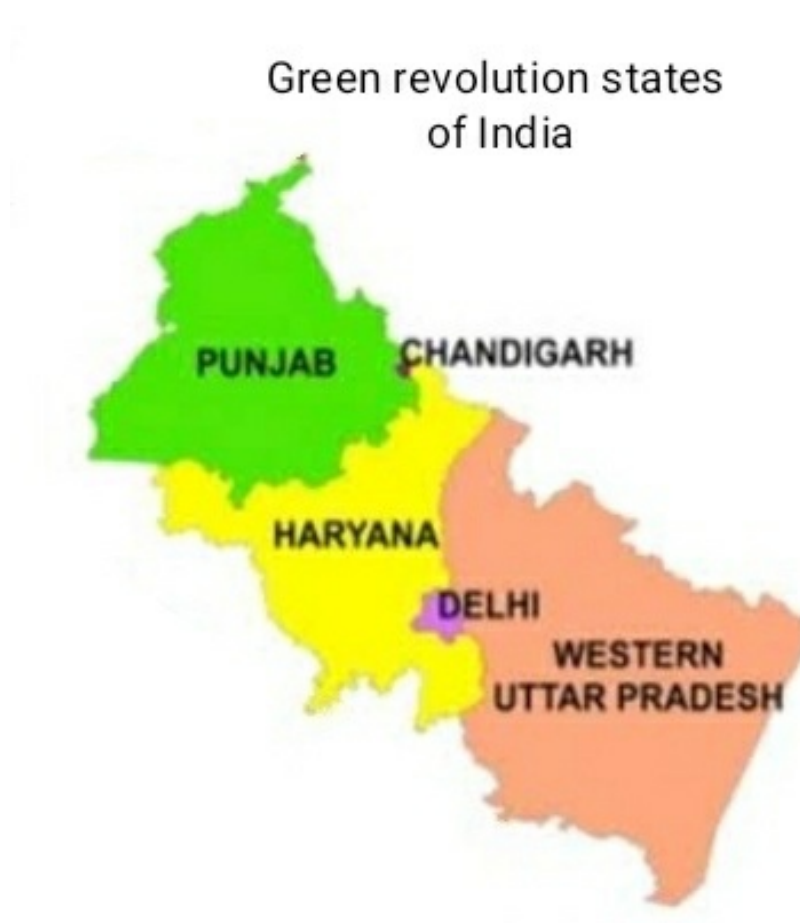 Green revolution states
of India
PUNJAB
CHANDIGARH
HARYANA
DELHI
WESTERN
UTTAR PRADESH